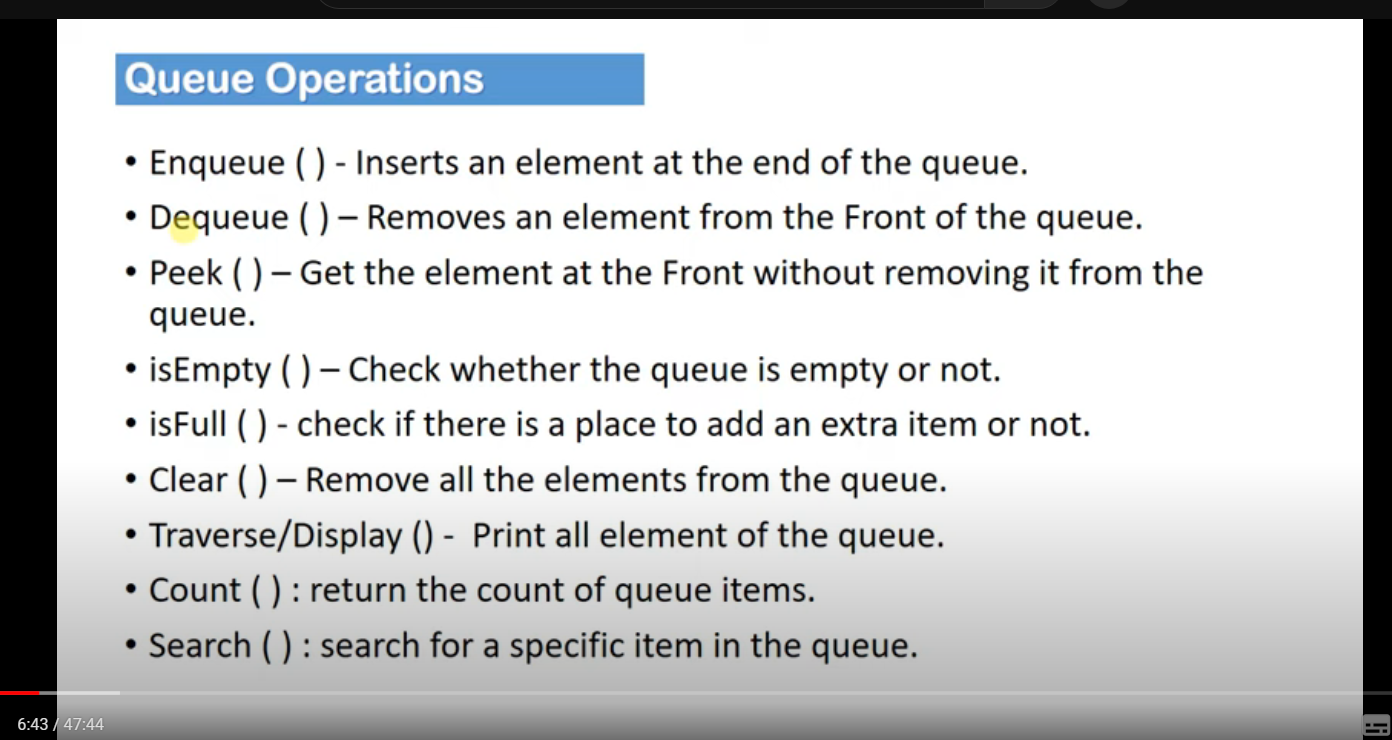 Queue Operations
• Enqueue ( ) - Inserts an element at the end of the queue.
• Dequeue ( ) – Removes an element from the Front of the queue.
• Peek ( ) – Get the element at the Front without removing it from the
queue.
• isEmpty ( ) – Check whether the queue is empty or not.
• isFull ( ) - check if there is a place to add an extra item or not.
• Clear ( ) – Remove all the elements from the queue.
• Traverse/Display () - Print all element of the queue.
• Count ( ) : return the count of queue items.
• Search ( ) : search for a specific item in the queue.
6:43 / 47:44